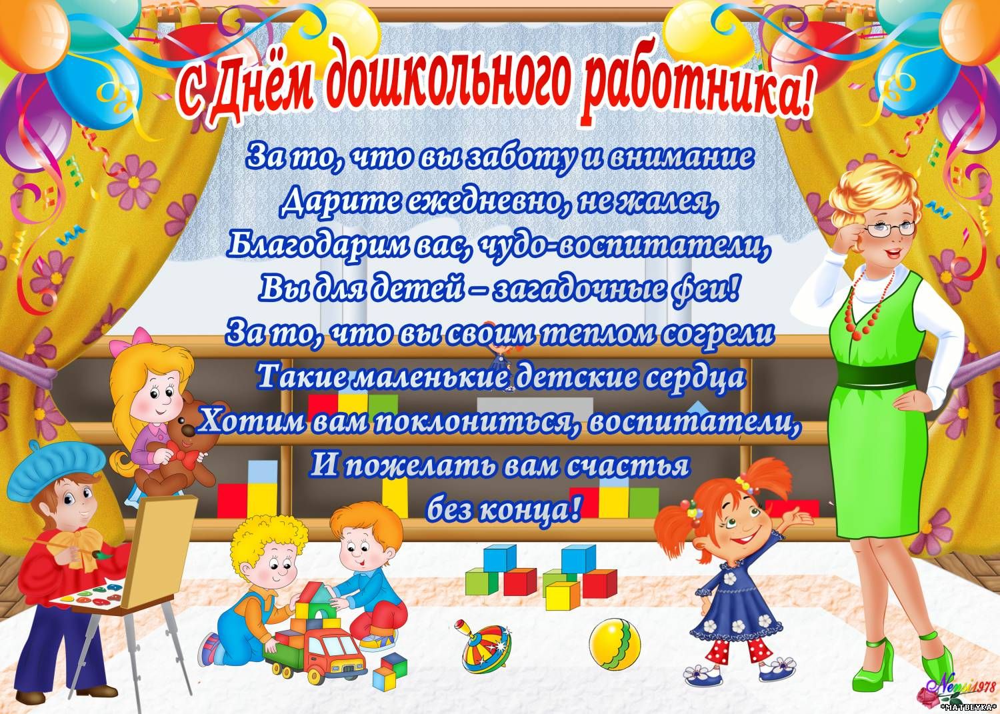 С Днём дошкольного работника!
За то, что вы заботу и внимание
Дарите ежедневно, не жалея,
Благодарим вас, чудо-воспитатели,
Вы для детей – загадочные феи!
За то, что вы своим теплом согрели
Такие маленькие детские сердца
Хотим вам поклониться, воспитатели,
И пожелать вам счастья
без конца!
Nensi1978
*MATBEYKA*